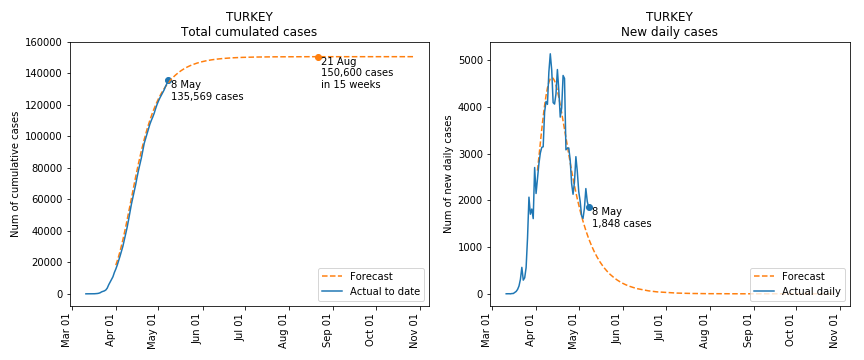 TURKEY
Total cumulated cases
Num of cumulative cases
160000
140000
120000
100000
80000
60000
40000
20000
0
21 Aug
150,600 cases
in 15 weeks
8 May
135,569 cases
Forecast
Actual to date
Mar 01
Apr 01
May 01
Jun 01
Jul 01
Aug 01
Sep 01
Oct 01
Nov 01
TURKEY
New daily cases
Num of new daily cases
5000
4000
3000
2000
1000
0
8 May
1,848 cases
Forecast
Actual daily
Mar 01
Apr 01
May 01
Jun 01
Jul 01
Aug 01
Sep 01
Oct 01
Nov 01